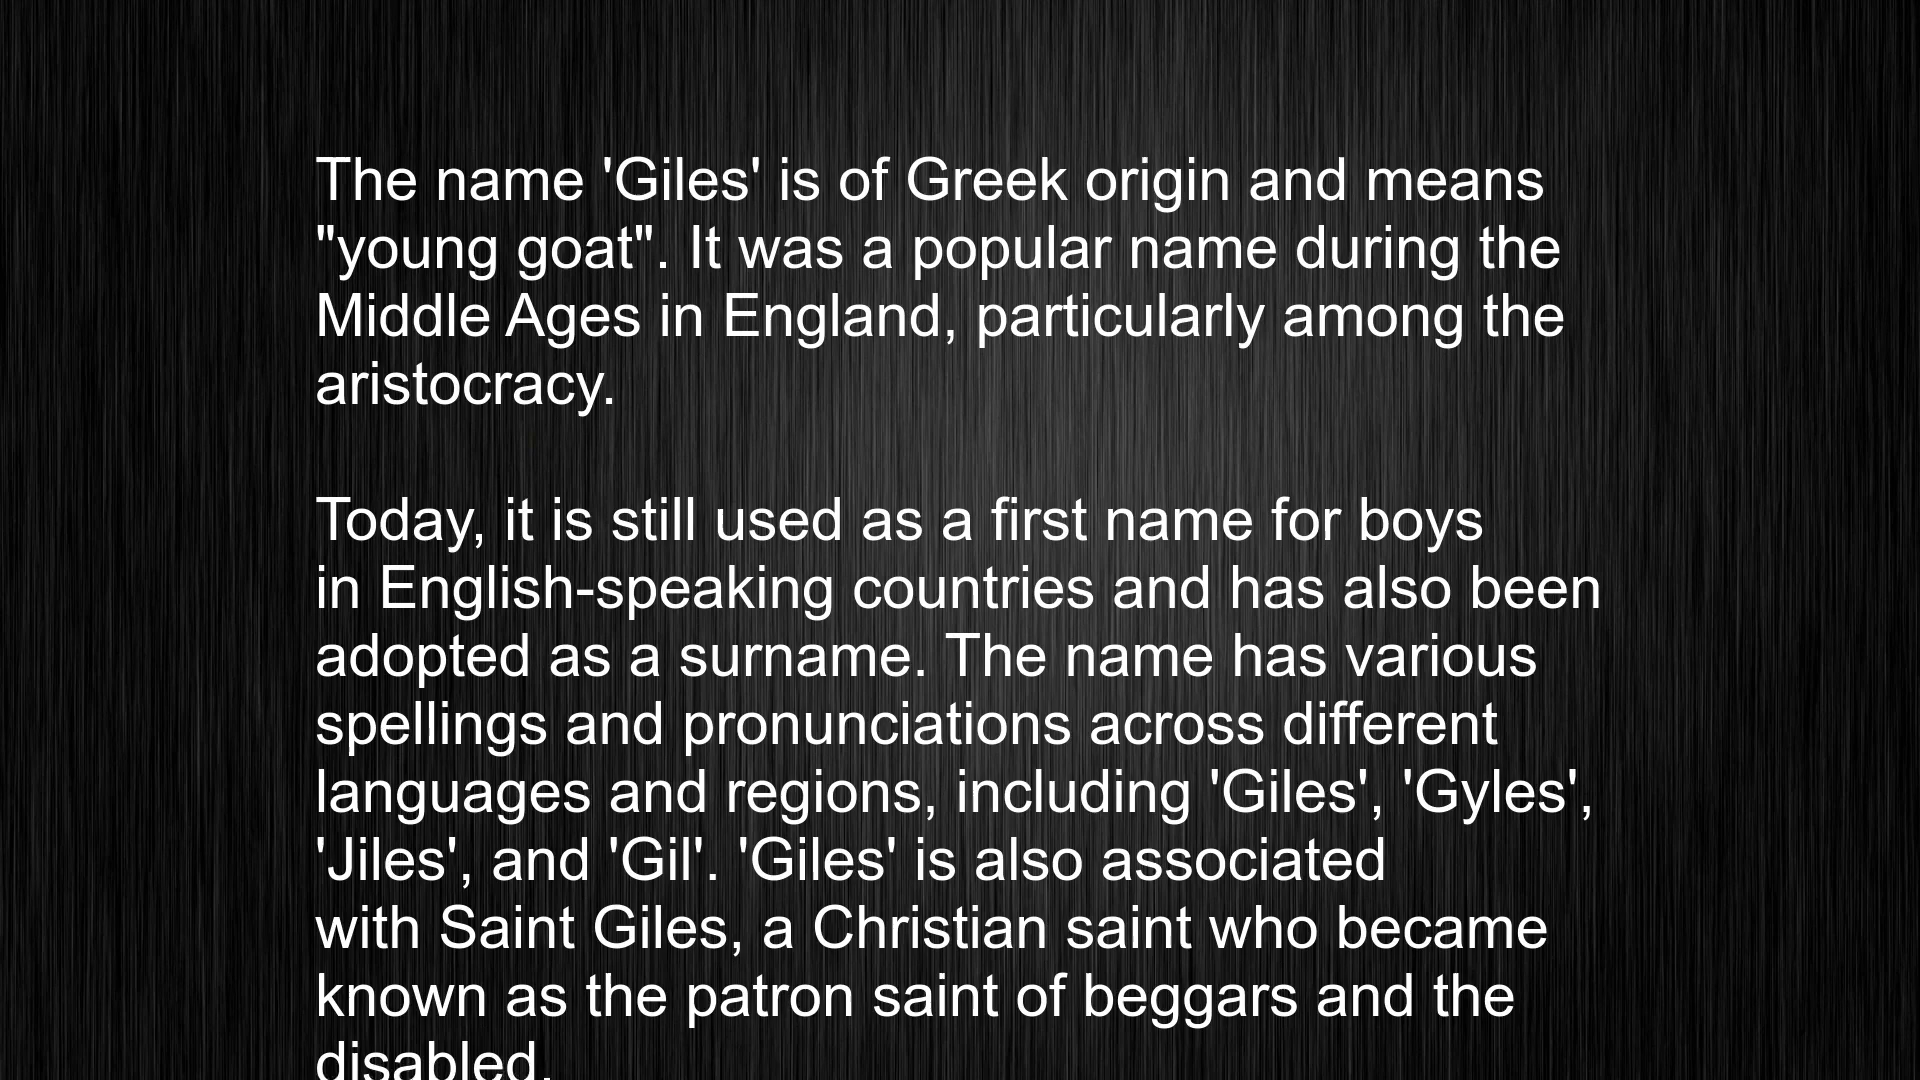 The name 'Giles' is of Greek origin and means
"young goat". It was a popular name during the
Middle Ages in England, particularly among the
aristocracy.
Today, it is still used as a first name for boys
in English-speaking countries and has also been
adopted as a surname. The name has various
spellings and pronunciations across different
languages and regions, including 'Giles', 'Gyles',
'Jiles', and 'Gil'. 'Giles' is also associated
with Saint Giles, a Christian saint who became
known as the patron saint of beggars and the
disabled.